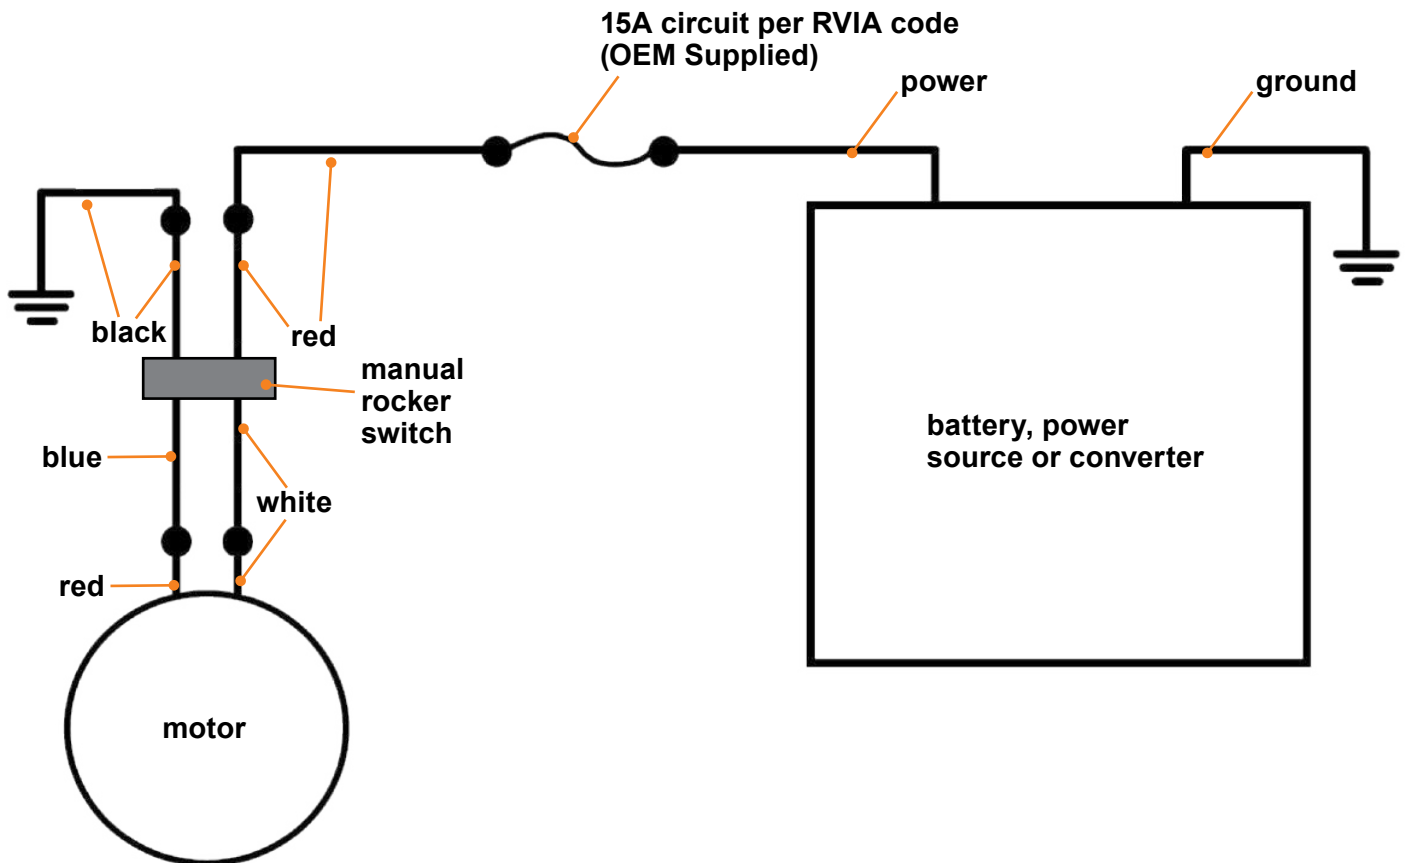 15A circuit per RVIA code
(OEM Supplied)
power
ground
black
red
manual
rocker
switch
blue
white
red
battery, power
source or converter
motor